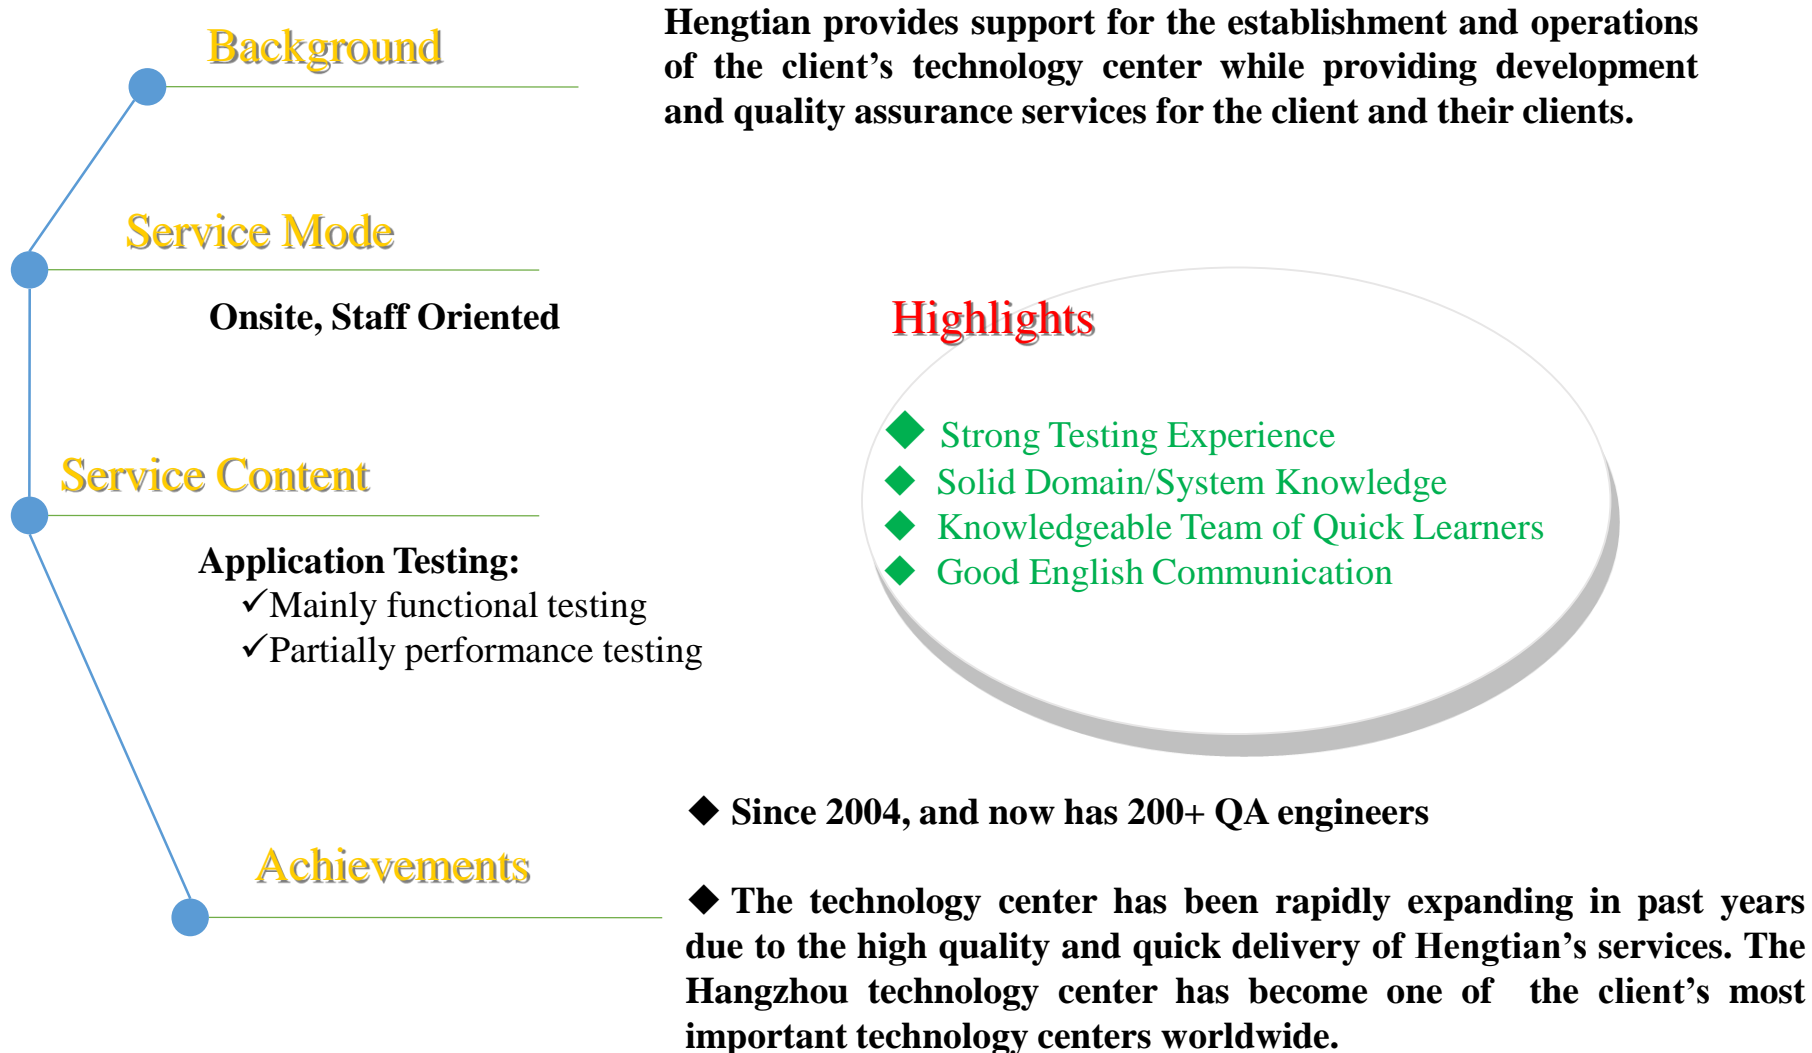 Background
Hengtian provides support for the establishment and operations
of the client’s technology center while providing development
and quality assurance services for the client and their clients.
Service Mode
Onsite, Staff Oriented
Highlights
◆ Strong Testing Experience
◆ Solid Domain/System Knowledge
◆ Knowledgeable Team of Quick Learners
◆ Good English Communication
Service Content
Application Testing:
✓Mainly functional testing
✓Partially performance testing
Achievements
◆ Since 2004, and now has 200+ QA engineers
◆ The technology center has been rapidly expanding in past years
due to the high quality and quick delivery of Hengtian’s services. The
Hangzhou technology center has become one of the client’s most
important technology centers worldwide.